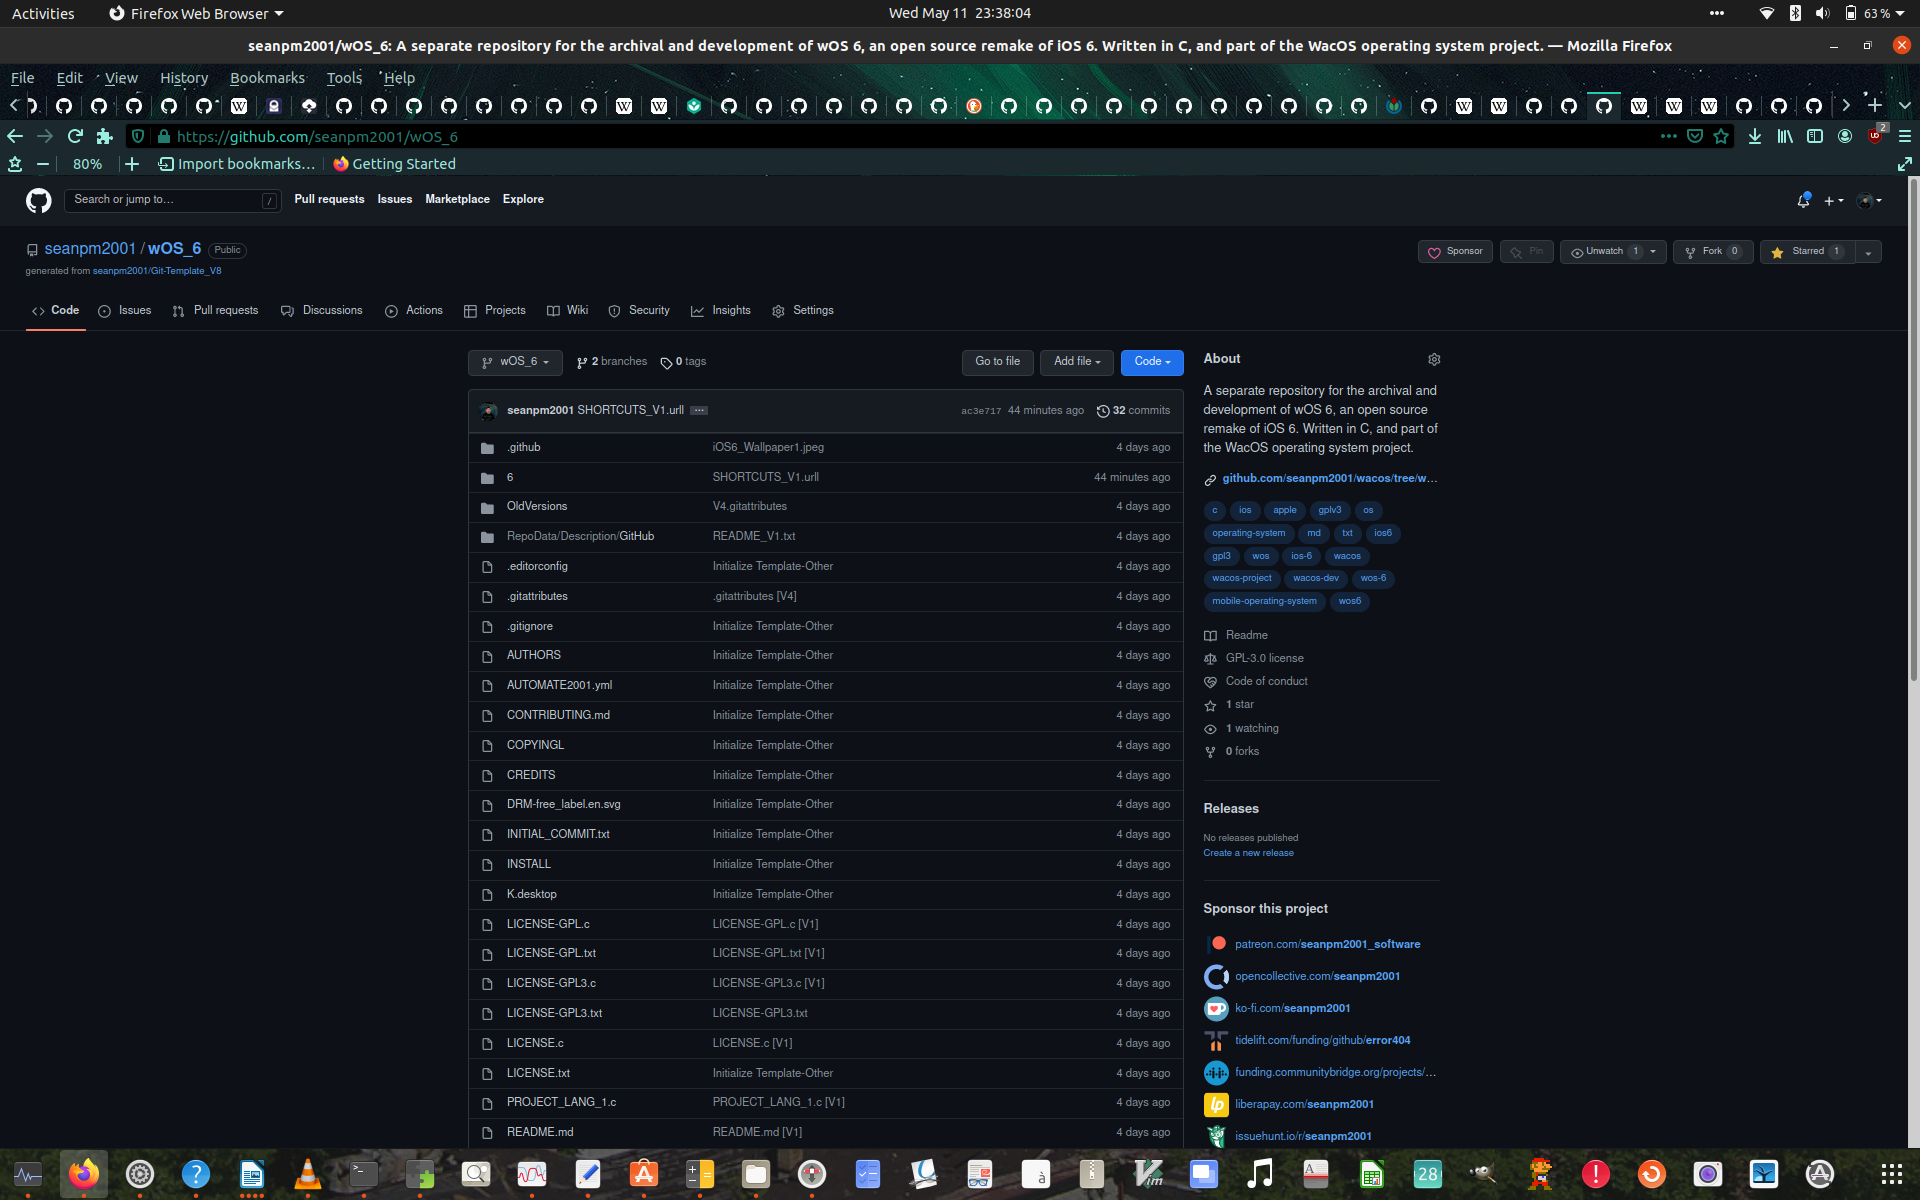 Activities
Firefox Web Browser
Wed May 11 23:38:04
63 %
seanpm2001/wOS_6: A separate repository for the archival and development of wOS 6, an open source remake of iOS 6. Written in C, and part of the WacOS operating system project. — Mozilla Firefox
File Edit View History Bookmarks Tools Help
https://github.com/seanpm2001/wOS_6
2
80%
Import bookmarks...
Getting Started
Search or jump to...
/
Pull requests Issues Marketplace Explore
seanpm2001 / wOS_6 Public
generated from seanpm2001/Git-Template_V8
Sponsor
Pin
Unwatch 1
Fork 0
Starred 1
Code Issues Pull requests Discussions Actions Projects Wiki Security Insights Settings
wOS_6
2 branches
0 tags
Go to file
Add file
Code
seanpm2001 SHORTCUTS_V1.urll
ac3e717 44 minutes ago
32 commits
.github iOS6_Wallpaper1.jpeg 4 days ago
6 SHORTCUTS_V1.urll 44 minutes ago
OldVersions V4.gitattributes 4 days ago
RepoData/Description/GitHub README_V1.txt 4 days ago
.editorconfig Initialize Template-Other 4 days ago
.gitattributes .gitattributes [V4] 4 days ago
.gitignore Initialize Template-Other 4 days ago
AUTHORS Initialize Template-Other 4 days ago
AUTOMATE2001.yml Initialize Template-Other 4 days ago
CONTRIBUTING.md Initialize Template-Other 4 days ago
COPYINGL Initialize Template-Other 4 days ago
CREDITS Initialize Template-Other 4 days ago
DRM-free_label.en.svg Initialize Template-Other 4 days ago
INITIAL_COMMIT.txt Initialize Template-Other 4 days ago
INSTALL Initialize Template-Other 4 days ago
K.desktop Initialize Template-Other 4 days ago
LICENSE-GPL.c LICENSE-GPL.c [V1] 4 days ago
LICENSE-GPL.txt LICENSE-GPL.txt [V1] 4 days ago
LICENSE-GPL3.c LICENSE-GPL3.c [V1] 4 days ago
LICENSE-GPL3.txt LICENSE-GPL3.txt 4 days ago
LICENSE.c LICENSE.c [V1] 4 days ago
LICENSE.txt Initialize Template-Other 4 days ago
PROJECT_LANG_1.c PROJECT_LANG_1.c [V1] 4 days ago
README.md README.md [V1] 4 days ago
About
A separate repository for the archival and
development of wOS 6, an open source
remake of iOS 6. Written in C, and part of
the WacOS operating system project.
github.com/seanpm2001/wacos/tree/w...
c ios apple gplv3 os
operating-system md txt ios6
gpl3 wos ios-6 wacos
wacos-project wacos-dev wos-6
mobile-operating-system wos6
Readme
GPL-3.0 license
Code of conduct
1 star
1 watching
0 forks
Releases
No releases published
Create a new release
Sponsor this project
patreon.com/seanpm2001_software
opencollective.com/seanpm2001
ko-fi.com/seanpm2001
tidelift.com/funding/github/error404
funding.communitybridge.org/projects/...
liberapay.com/seanpm2001
issuehunt.io/r/seanpm2001
28